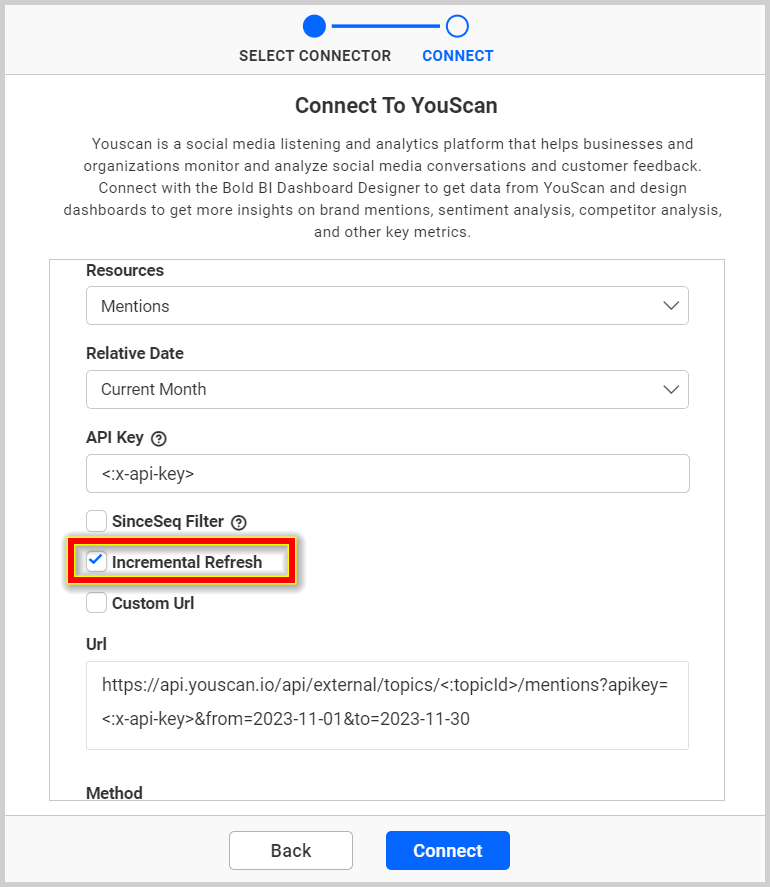 SELECT CONNECTOR
CONNECT
Connect To YouScan
Youscan is a social media listening and analytics platform that helps businesses and
organizations monitor and analyze social media conversations and customer feedback.
Connect with the Bold BI Dashboard Designer to get data from YouScan and design
dashboards to get more insights on brand mentions, sentiment analysis, competitor analysis,
and other key metrics.
Resources
Mentions
Relative Date
Current Month
API Key ?
<:x-api-key>
SinceSeq Filter ?
Incremental Refresh
Custom Url
Url
https://api.youscan.io/api/external/topics/<:topicId>/mentions?apikey=
<:x-api-key>&from=2023-11-01&to=2023-11-30
Method
Back
Connect